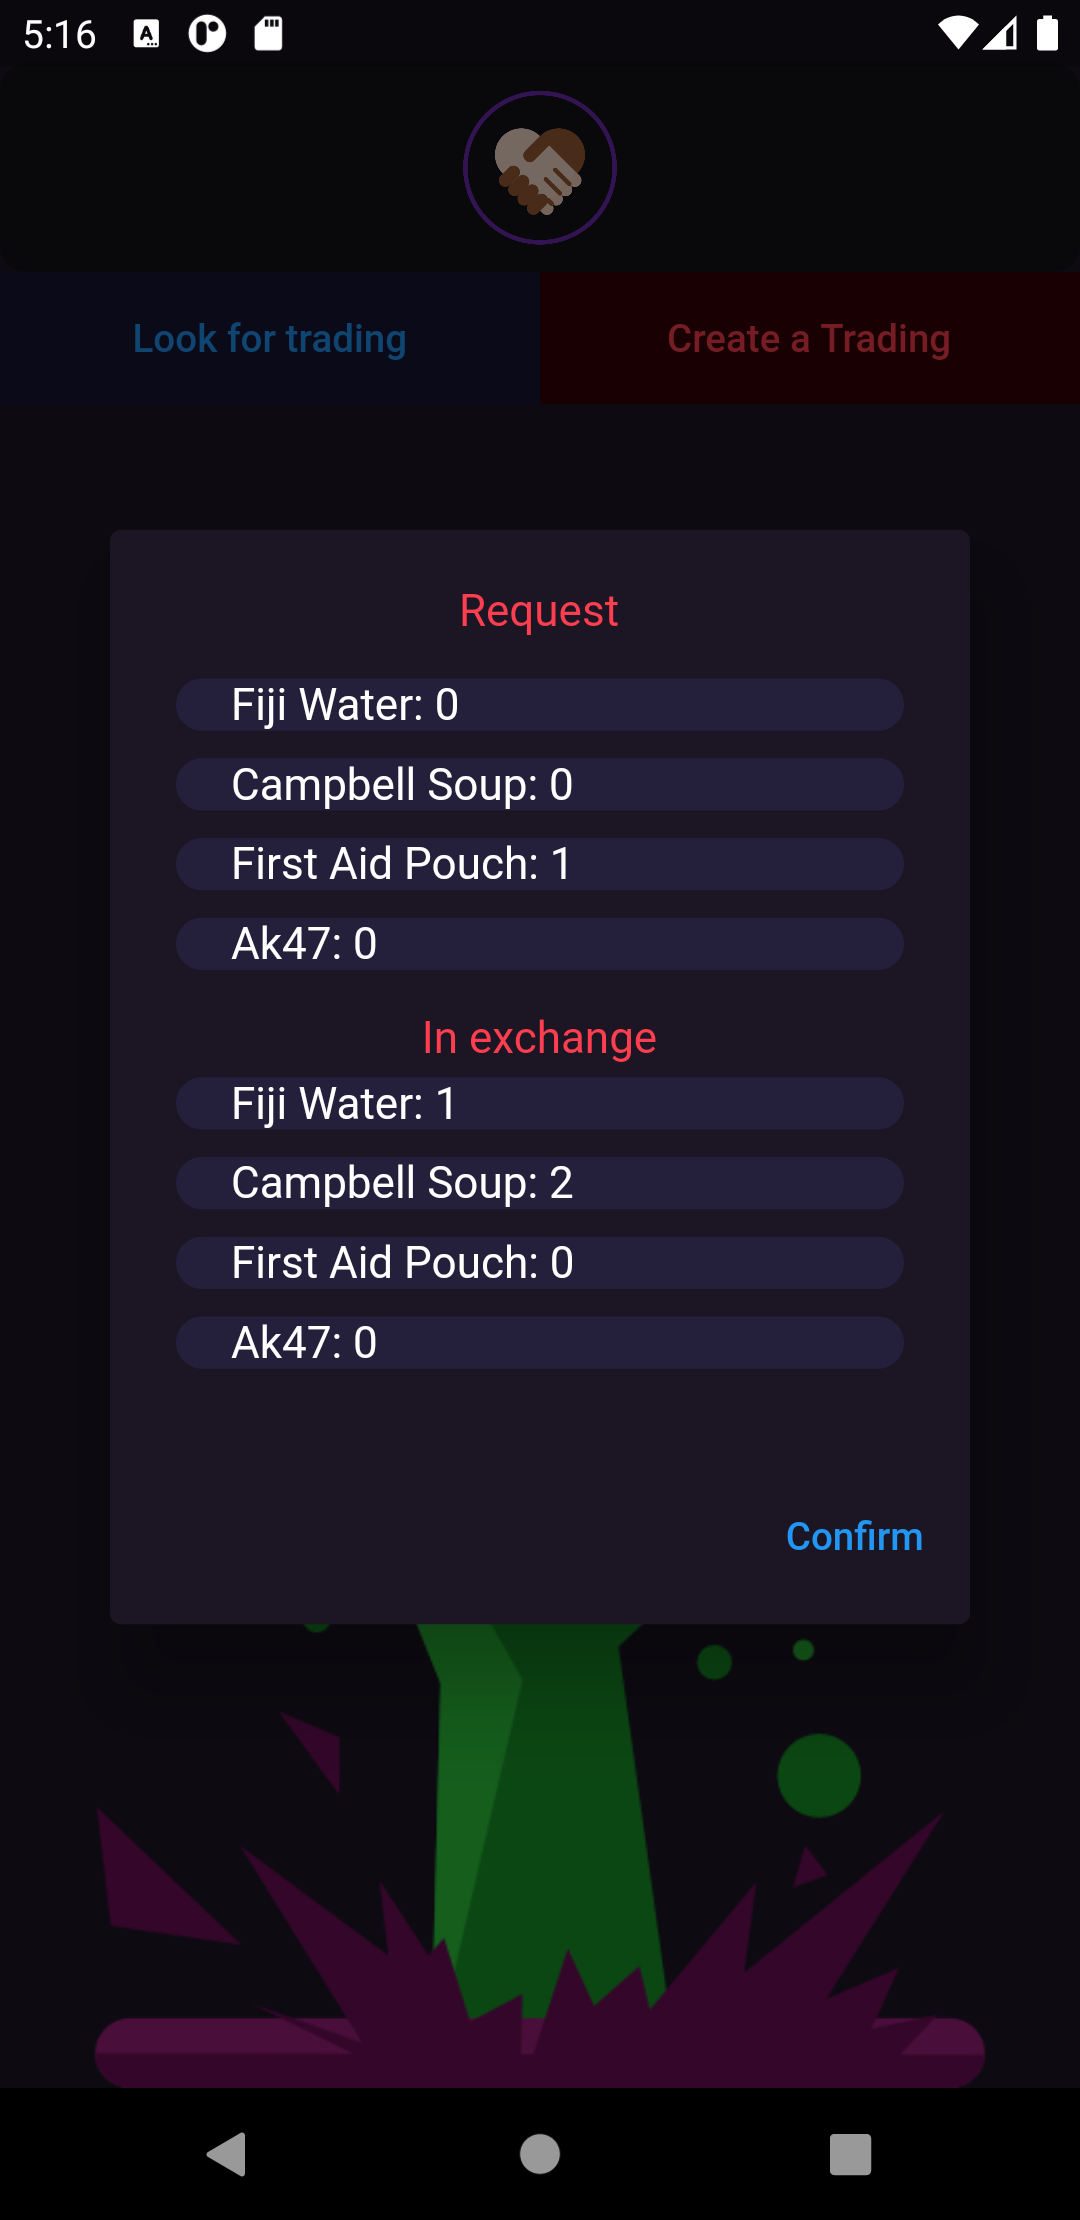 5:16
Look for trading
Create a Trading
Request
Fiji Water: 0
Campbell Soup: 0
First Aid Pouch: 1
Ak47: 0
In exchange
Fiji Water: 1
Campbell Soup: 2
First Aid Pouch: 0
Ak47: 0
Confirm